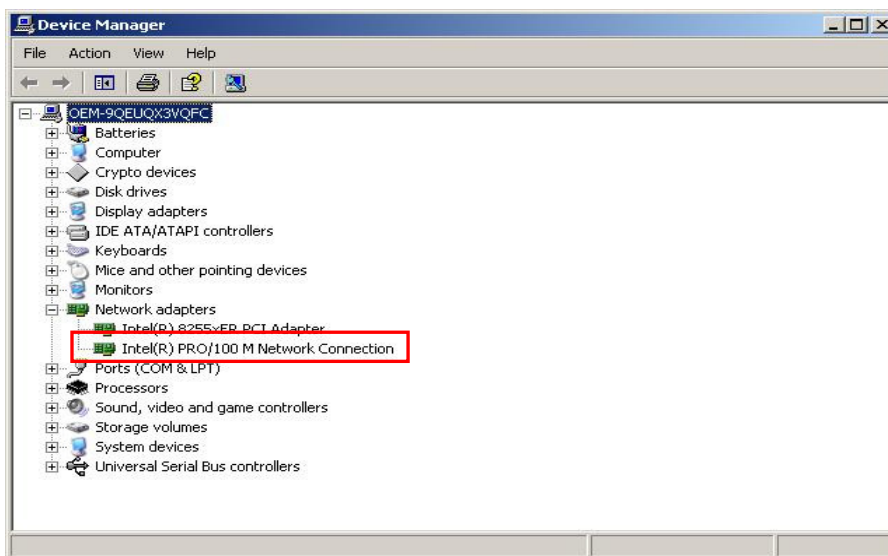 Device Manager
File Action View Help
OEM-9QEUQX3VQFC
Batteries
Computer
Crypto devices
Disk drives
Display adapters
IDE ATA/ATAPI controllers
Keyboards
Mice and other pointing devices
Monitors
Network adapters
Intel(R) 8255xER PCI Adapter
Intel(R) PRO/100 M Network Connection
Ports (COM & LPT)
Processors
Sound, video and game controllers
Storage volumes
System devices
Universal Serial Bus controllers